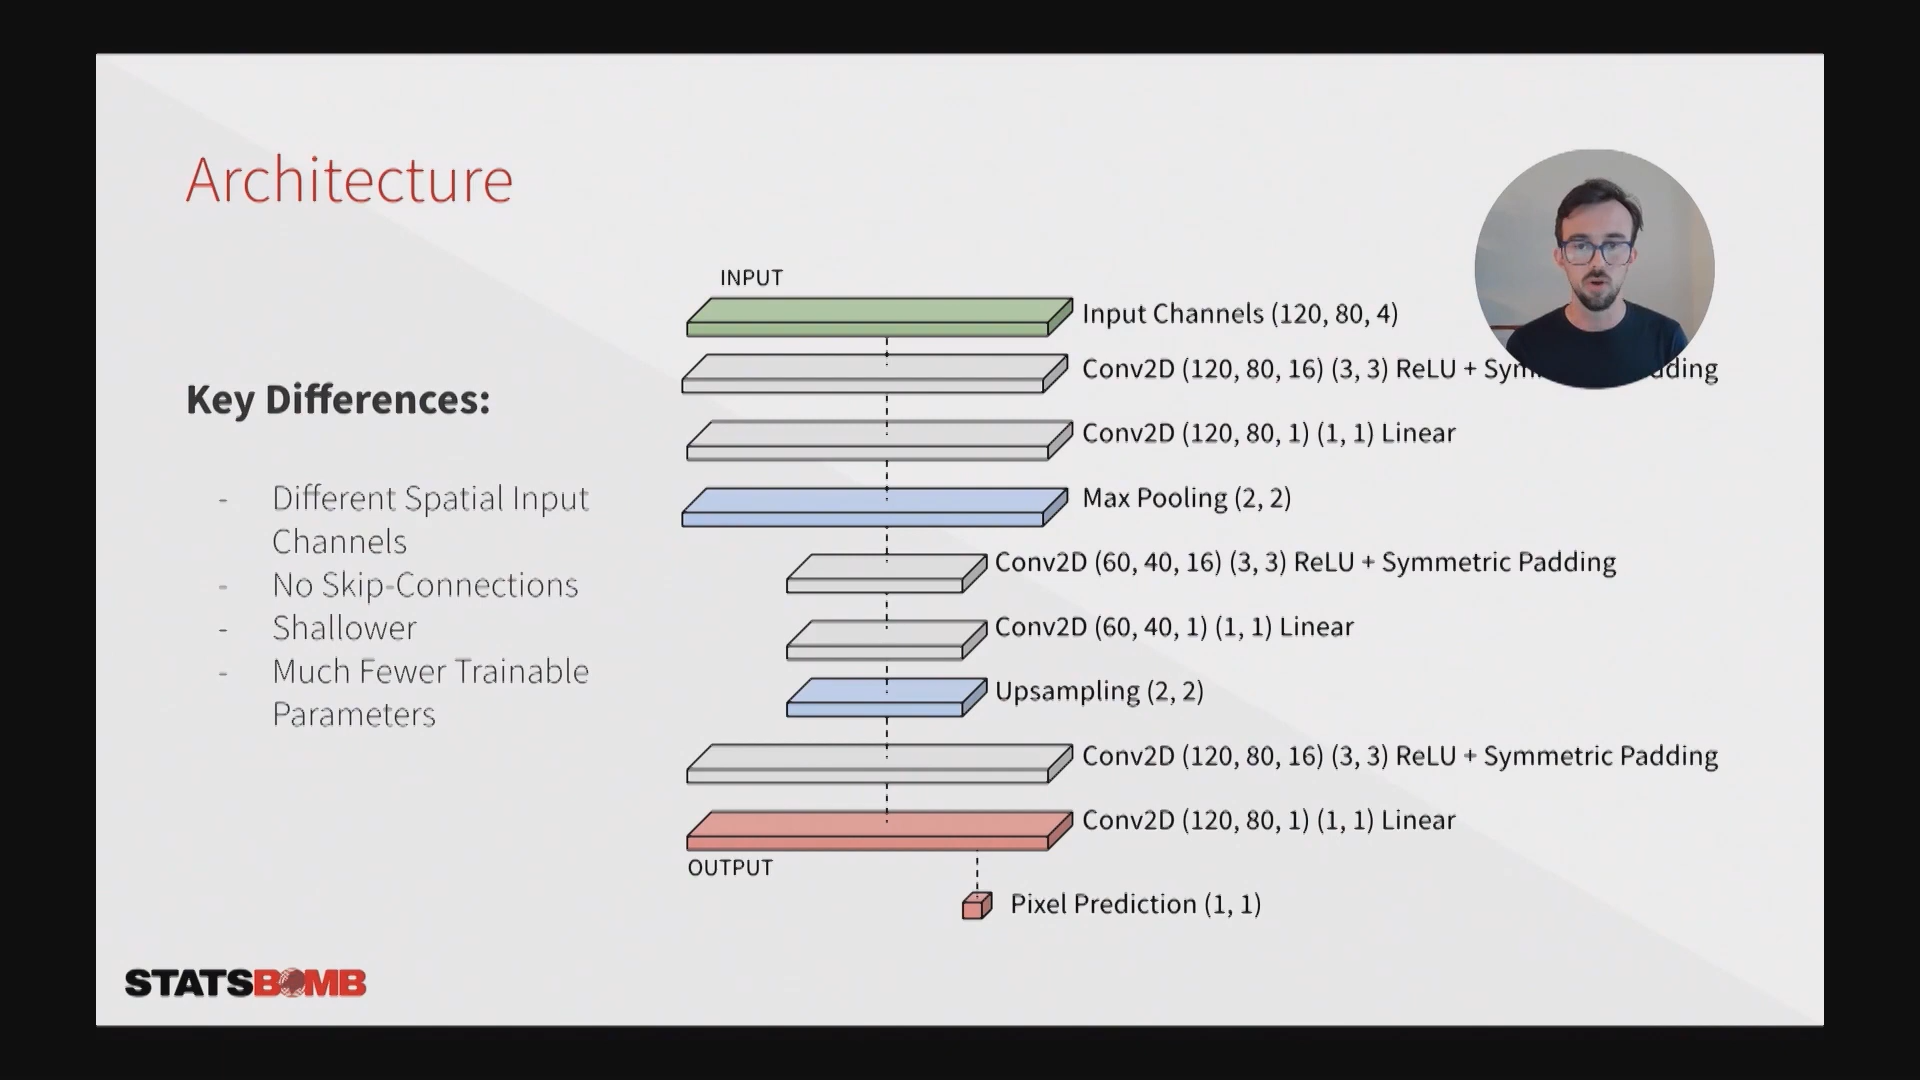 Architecture
Key Differences:
- Different Spatial Input
Channels
- No Skip-Connections
- Shallower
- Much Fewer Trainable
Parameters
INPUT
Input Channels (120, 80, 4)
Conv2D (120, 80, 16) (3, 3) ReLU +
Conv2D (120, 80, 1) (1, 1) Linear
Max Pooling (2, 2)
Conv2D (60, 40, 16) (3, 3) ReLU + Symmetric Padding
Conv2D (60, 40, 1) (1, 1) Linear
Upsampling (2, 2)
Conv2D (120, 80, 16) (3, 3) ReLU + Symmetric Padding
Conv2D (120, 80, 1) (1, 1) Linear
OUTPUT
Pixel Prediction (1, 1)
STATSBOMB